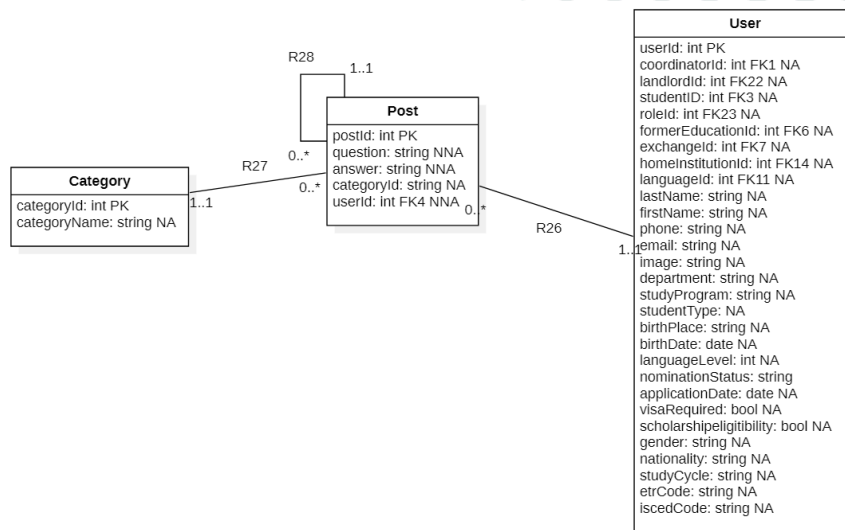 R28
1..1
Post
postId: int PK
question: string NNA
answer: string NNA
categoryId: string NA
userId: int FK4 NNA
0..*
R27
0..*
Category
categoryId: int PK
categoryName: string NA
1..1
0..*
R26
1..1
User
userId: int PK
coordinatorId: int FK1 NA
landlordId: int FK22 NA
studentID: int FK3 NA
roleId: int FK23 NA
formerEducationId: int FK6 NA
exchangeId: int FK7 NA
homeInstitutionId: int FK14 NA
languageId: int FK11 NA
lastName: string NA
firstName: string NA
phone: string NA
email: string NA
image: string NA
department: string NA
studyProgram: string NA
studentType: NA
birthPlace: string NA
birthDate: date NA
languageLevel: int NA
nominationStatus: string
applicationDate: date NA
visaRequired: bool NA
scholarshipeligitibility: bool NA
gender: string NA
nationality: string NA
studyCycle: string NA
etrCode: string NA
iscedCode: string NA